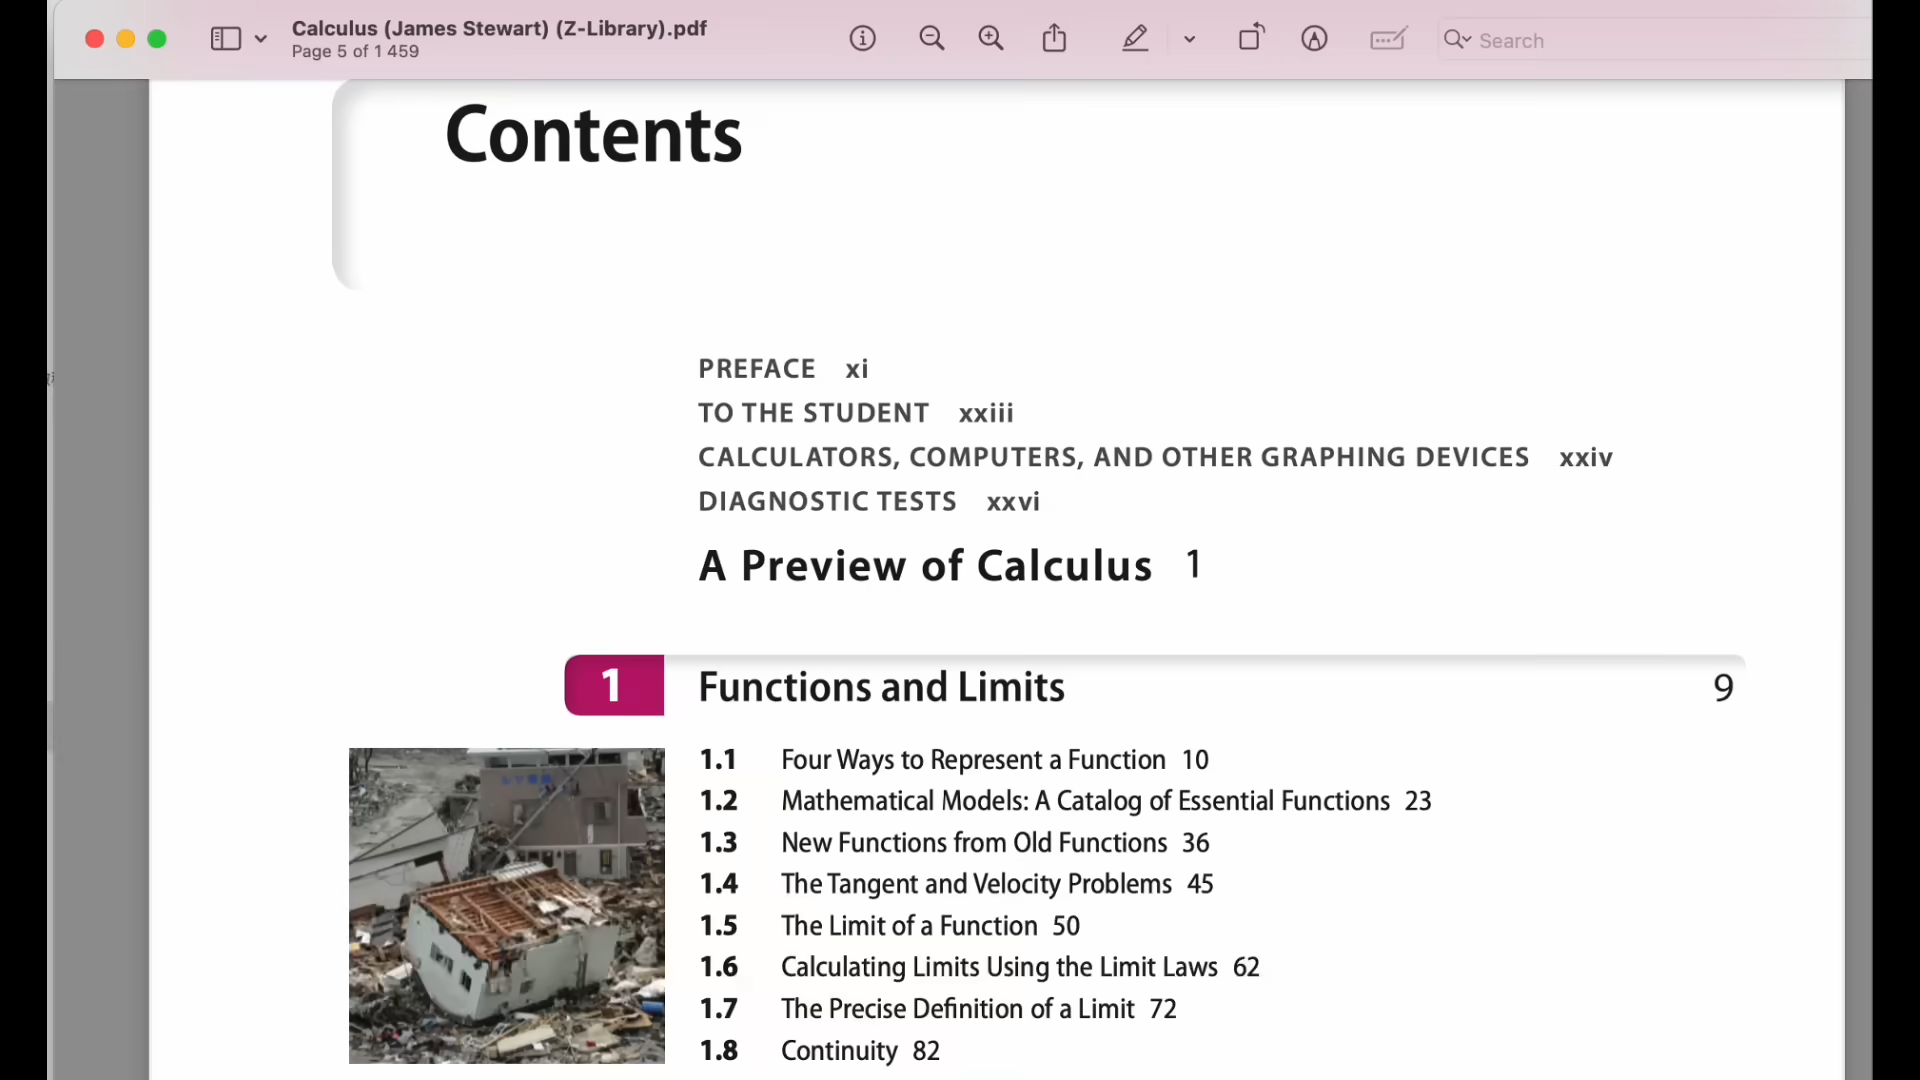 Calculus (James Stewart) (Z-Library).pdf
Page 5 of 1 459
Search
Contents
PREFACE xi
TO THE STUDENT xxiii
CALCULATORS, COMPUTERS, AND OTHER GRAPHING DEVICES xxiv
DIAGNOSTIC TESTS xxvi
A Preview of Calculus 1
1 Functions and Limits 9
1.1 Four Ways to Represent a Function 10
1.2 Mathematical Models: A Catalog of Essential Functions 23
1.3 New Functions from Old Functions 36
1.4 The Tangent and Velocity Problems 45
1.5 The Limit of a Function 50
1.6 Calculating Limits Using the Limit Laws 62
1.7 The Precise Definition of a Limit 72
1.8 Continuity 82